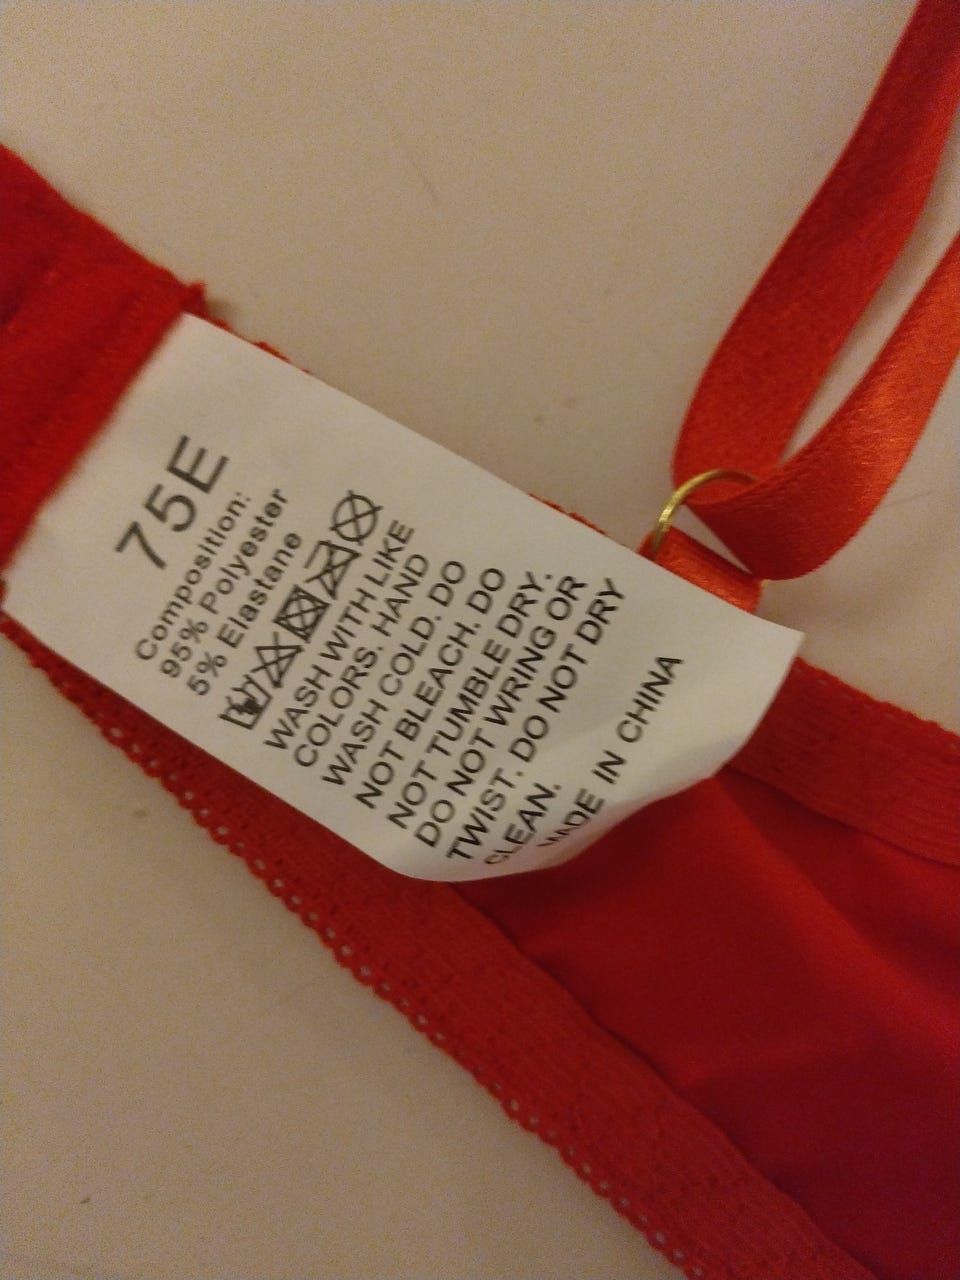 75E
Composition:
95% Polyester
5% Elastane
WASH WITH LIKE
COLORS. HAND
WASH COLD. DO
NOT BLEACH. DO
NOT TUMBLE DRY.
DO NOT WRING OR
TWIST. DO NOT DRY
CLEAN.
MADE IN CHINA